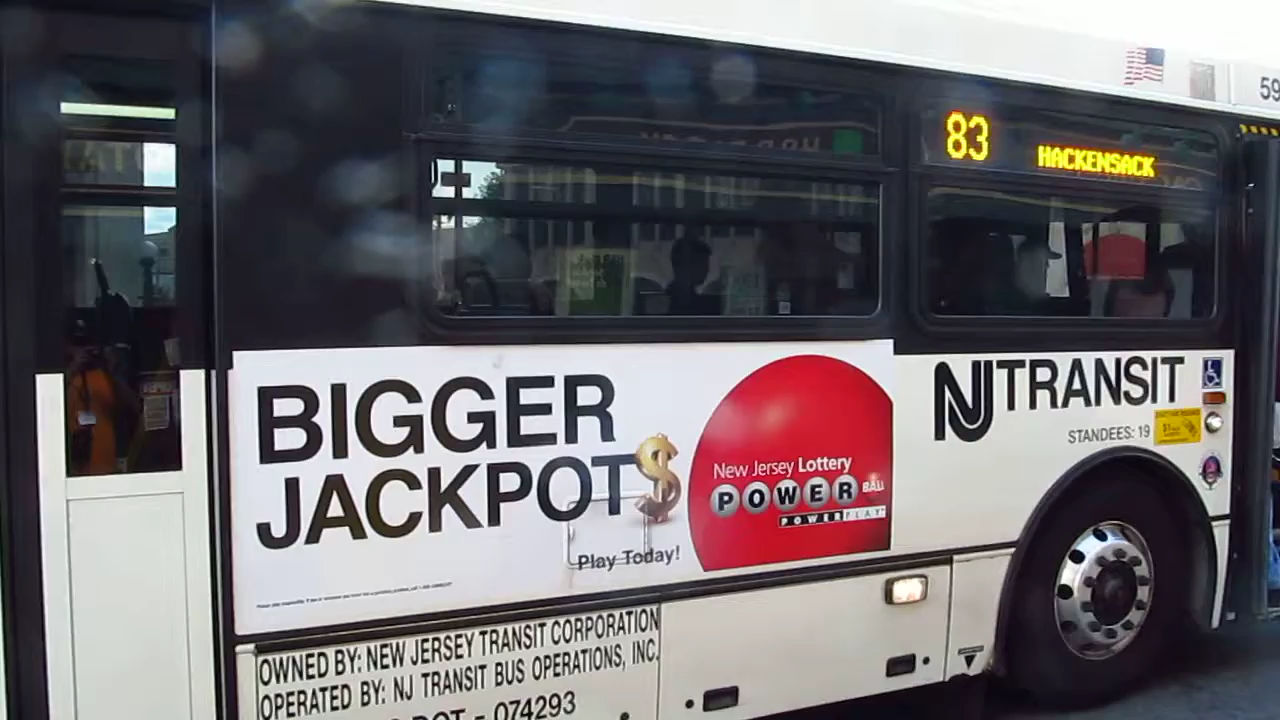 59
83 HACKENSACK
BIGGER
JACKPOT$
Play Today!
New Jersey Lottery
POWER BALL
POWERPLAY
NJ TRANSIT
STANDEES: 19
OWNED BY: NEW JERSEY TRANSIT CORPORATION
OPERATED BY: NJ TRANSIT BUS OPERATIONS, INC.
DOT - 074293